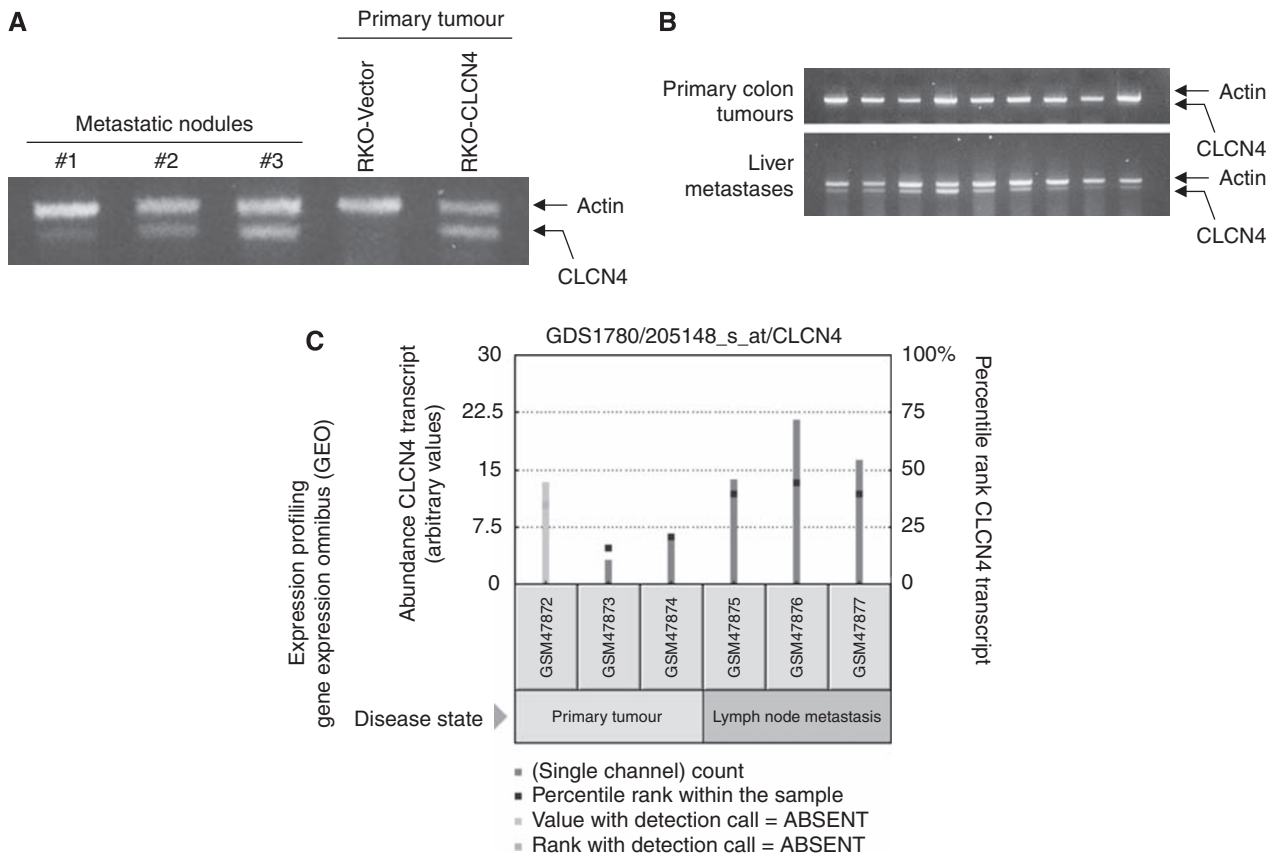 A
Primary tumour
RKO-Vector
RKO-CLCN4
Metastatic nodules
#1 #2 #3
Actin
CLCN4
B
Primary colon
tumours
Actin
CLCN4
Liver
metastases
Actin
CLCN4
C
GDS1780/205148_s_at/CLCN4
Expression profiling
gene expression omnibus (GEO)
Abundance CLCN4 transcript
(arbitrary values)
30
22.5
15
7.5
0
100%
75
50
25
0
Percentile rank CLCN4 transcript
GSM47872
GSM47873
GSM47874
GSM47875
GSM47876
GSM47877
Disease state
Primary tumour
Lymph node metastasis
(Single channel) count
Percentile rank within the sample
Value with detection call = ABSENT
Rank with detection call = ABSENT